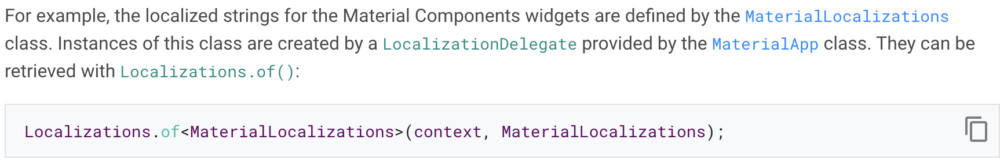 For example, the localized strings for the Material Components widgets are defined by the MaterialLocalizations
class. Instances of this class are created by a LocalizationDelegate provided by the MaterialApp class. They can be
retrieved with Localizations.of():
Localizations.of<MaterialLocalizations>(context, MaterialLocalizations);